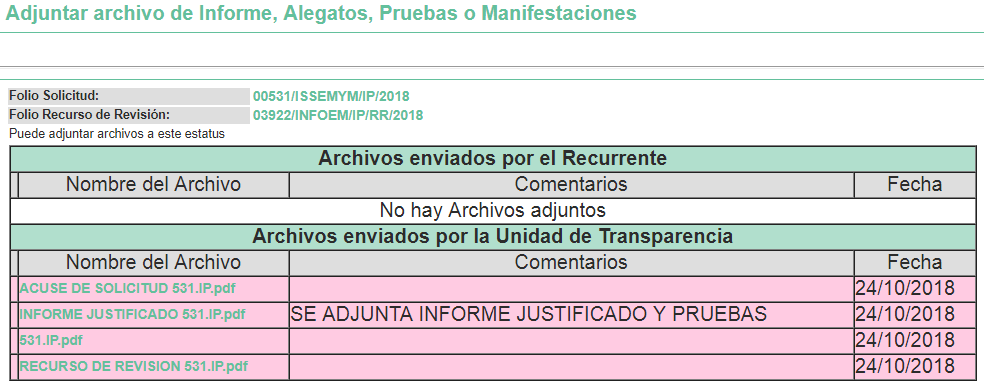 Adjuntar archivo de Informe, Alegatos, Pruebas o Manifestaciones
Folio Solicitud: 00531/ISSEMYM/IP/2018
Folio Recurso de Revisión: 03922/INFOEM/IP/RR/2018
Puede adjuntar archivos a este estatus
Archivos enviados por el Recurrente
Nombre del Archivo Comentarios Fecha
No hay Archivos adjuntos
Archivos enviados por la Unidad de Transparencia
Nombre del Archivo Comentarios Fecha
ACUSE DE SOLICITUD 531.IP.pdf 24/10/2018
INFORME JUSTIFICADO 531.IP.pdf SE ADJUNTA INFORME JUSTIFICADO Y PRUEBAS 24/10/2018
531.IP.pdf 24/10/2018
RECURSO DE REVISION 531.IP.pdf 24/10/2018